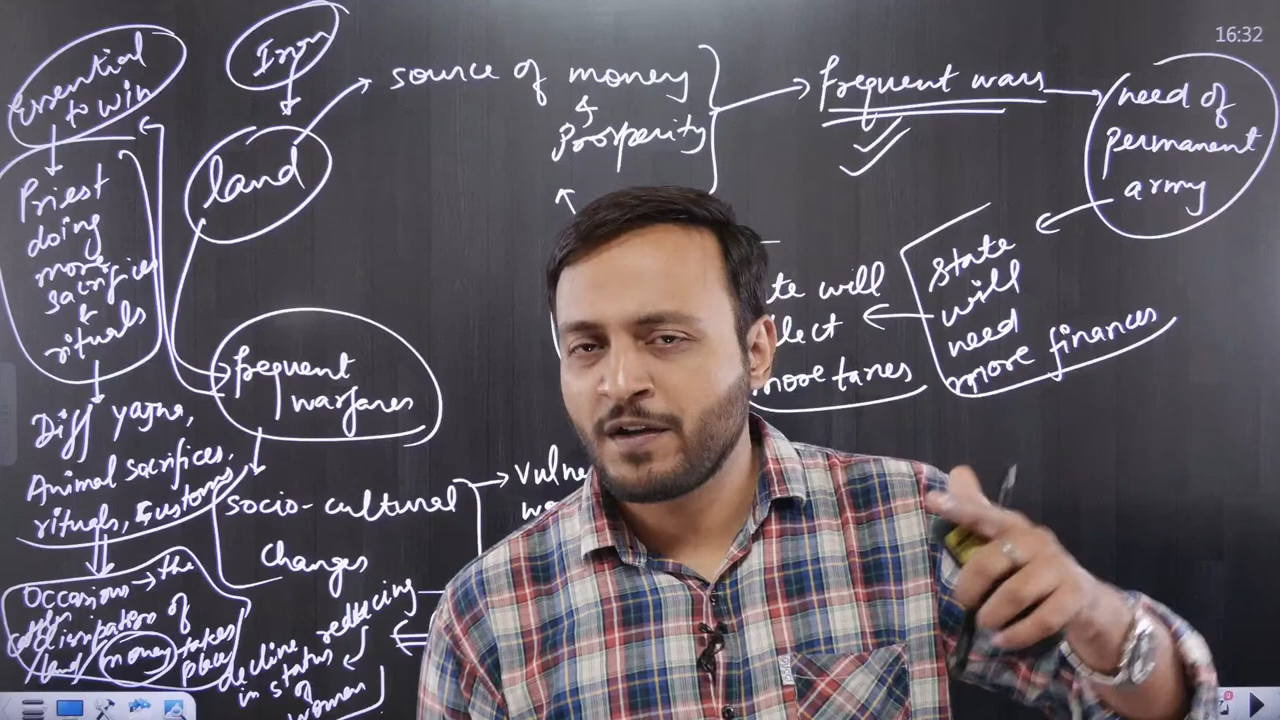 16:32
Essential
to win
Iron
source of money
&
Prosperity
frequent wars
need of
permanent
army
land
Priest
doing
more
sacrifices
&
rituals
State
will
need
more finances
te will
llect
more taxes
frequent
warfares
Diff yajna,
Animal sacrifices,
rituals, customs
socio-cultural
changes
Vulne
Occasions → the
of
land/money takes
place
reducing
decline
in status
of
women